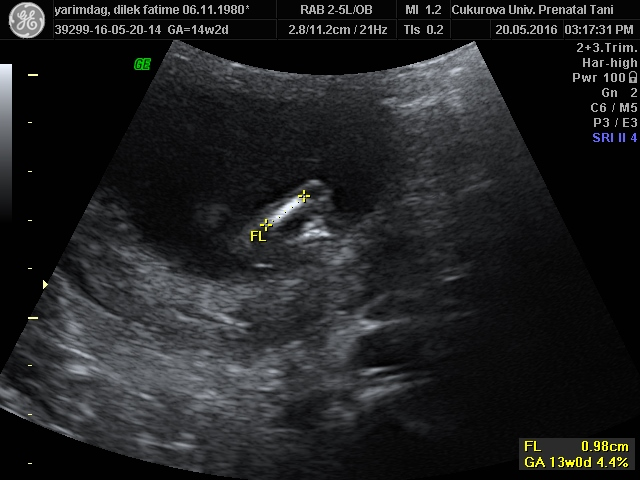 yarimdag, dilek fatime 06.11.1980* RAB 2-5L/OB MI 1.2 Cukurova Univ. Prenatal Tani
39299-16-05-20-14 GA=14w2d 2.8/11.2cm / 21Hz TIs 0.2 20.05.2016 03:17:31 PM
GE
2+3.Trim.
Har-high
Pwr 100
Gn 2
C6 / M5
P3 / E3
SRI II 4
FL
FL 0.98cm
GA 13w0d 4.4%